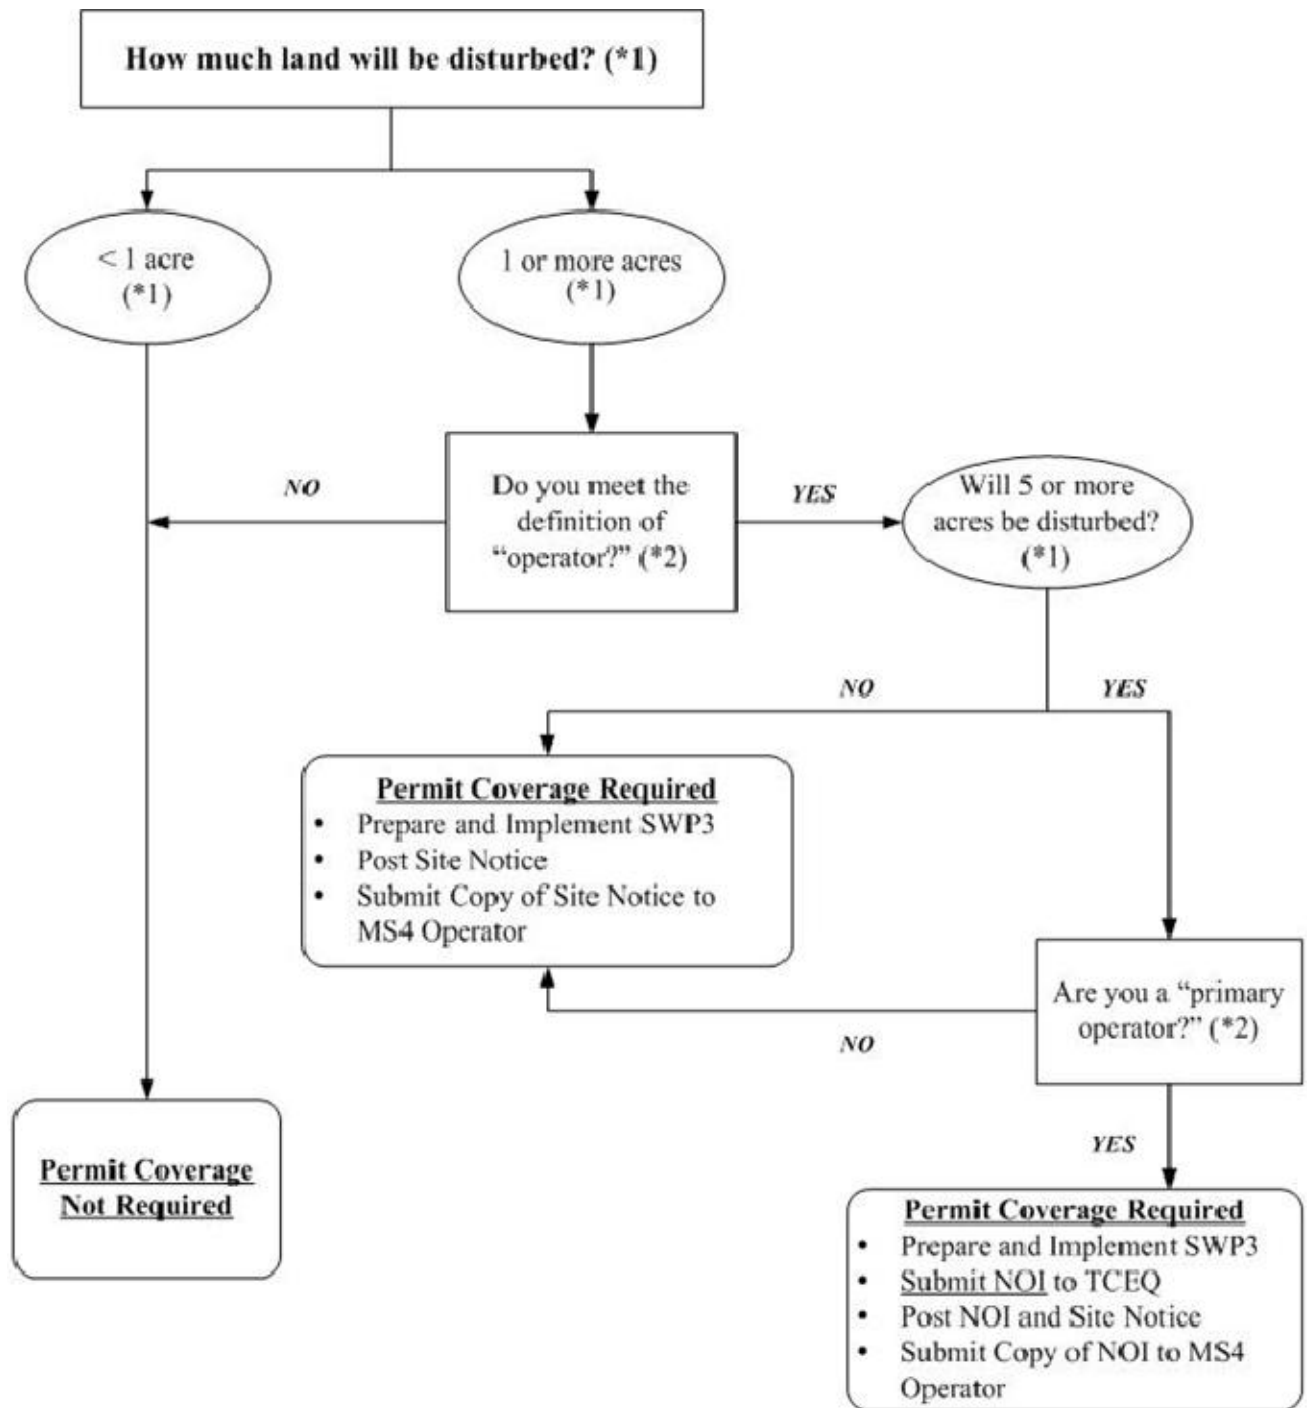 How much land will be disturbed? (*1)
< 1 acre
(*1)
1 or more acres
(*1)
NO
Do you meet the
definition of
“operator?” (*2)
YES
Will 5 or more
acres be disturbed?
(*1)
NO
YES
Permit Coverage Required
• Prepare and Implement SWP3
• Post Site Notice
• Submit Copy of Site Notice to
MS4 Operator
Are you a “primary
operator?” (*2)
NO
YES
Permit Coverage
Not Required
Permit Coverage Required
• Prepare and Implement SWP3
• Submit NOI to TCEQ
• Post NOI and Site Notice
• Submit Copy of NOI to MS4
Operator